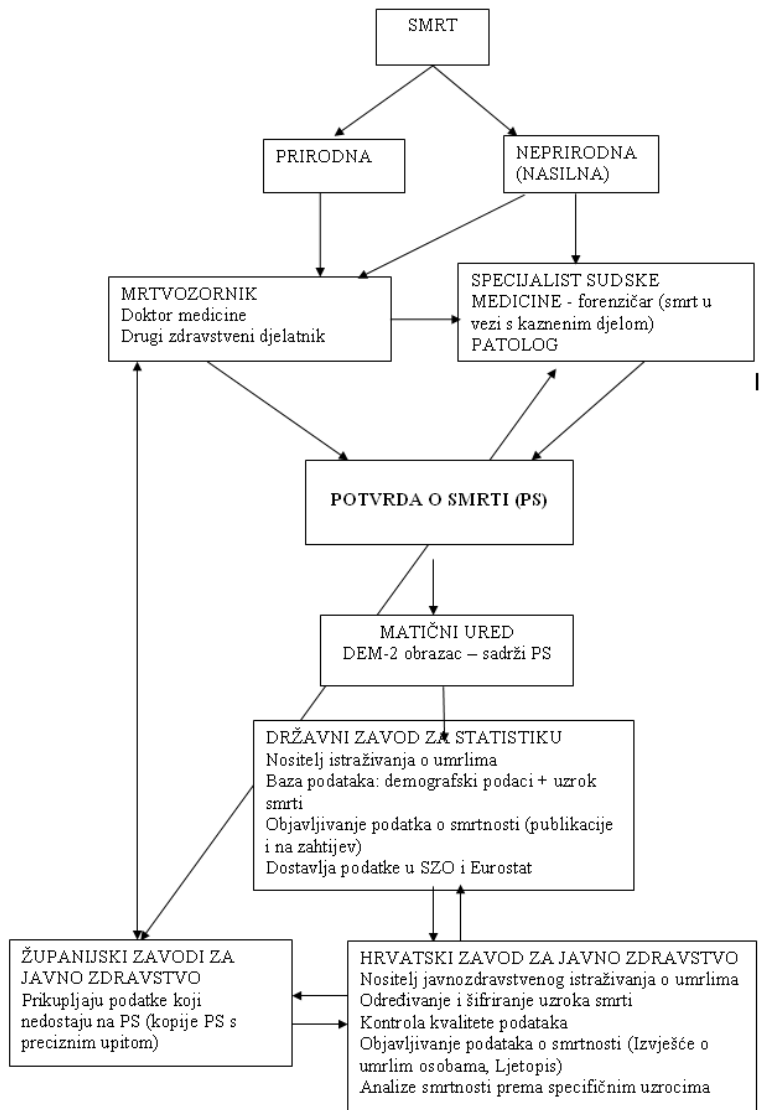 SMRT
PRIRODNA
NEPRIRODNA
(NASILNA)
MRTVOZORNIK
Doktor medicine
Drugi zdravstveni djelatnik
SPECIJALIST SUDSKE
MEDICINE - forenzičar (smrt u
vezi s kaznenim djelom)
PATOLOG
POTVRDA O SMRTI (PS)
MATIČNI URED
DEM-2 obrazac – sadrži PS
DRŽAVNI ZAVOD ZA STATISTIKU
Nositelj istraživanja o umrlima
Baza podataka: demografski podaci + uzrok
smrti
Objavljivanje podatka o smrtnosti (publikacije
i na zahtijev)
Dostavlja podatke u SZO i Eurostat
ŽUPANIJSKI ZAVODI ZA
JAVNO ZDRAVSTVO
Prikupljaju podatke koji
nedostaju na PS (kopije PS s
preciznim upitom)
HRVATSKI ZAVOD ZA JAVNO ZDRAVSTVO
Nositelj javnozdravstvenog istraživanja o umrlima
Određivanje i šifriranje uzroka smrti
Kontrola kvalitete podataka
Objavljivanje podataka o smrtnosti (Izvješće o
umrlim osobama, Ljetopis)
Analize smrtnosti prema specifičnim uzrocima